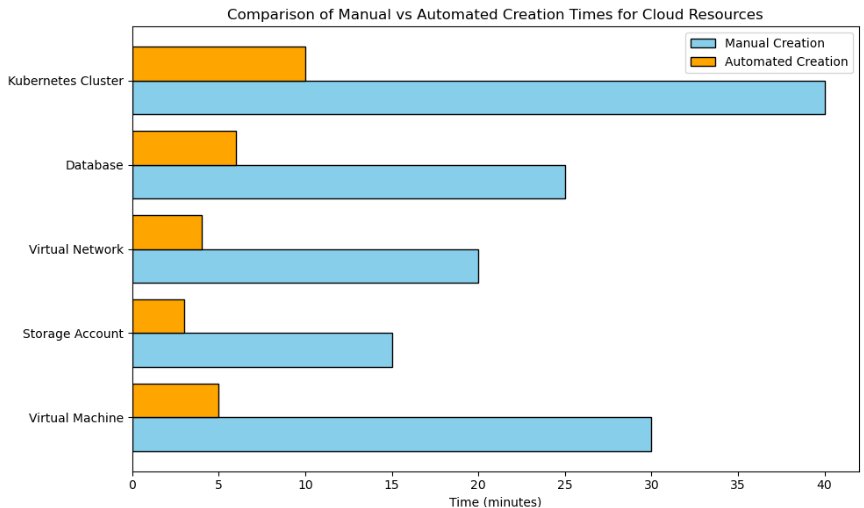 Comparison of Manual vs Automated Creation Times for Cloud Resources
Manual Creation
Automated Creation
Kubernetes Cluster
Database
Virtual Network
Storage Account
Virtual Machine
0 5 10 15 20 25 30 35 40
Time (minutes)